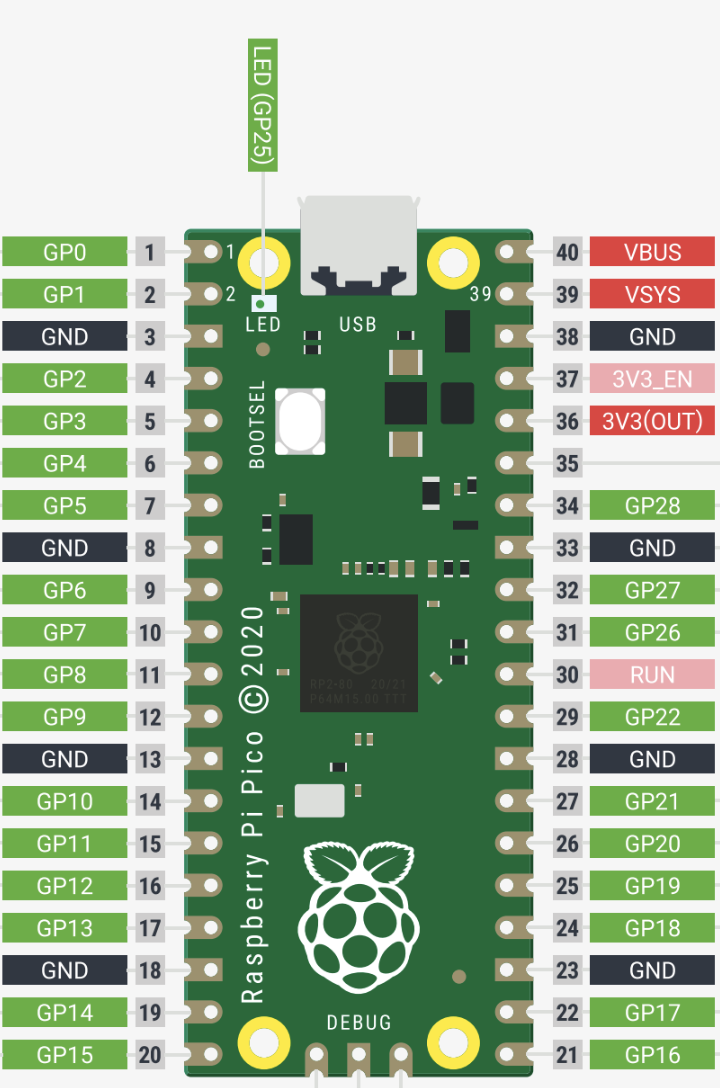 LED (GP25)
GP0 1 1 40 VBUS
GP1 2 2 39 39 VSYS
LED USB
GND 3 38 GND
GP2 4 37 3V3_EN
GP3 5 BOOTSEL 36 3V3(OUT)
GP4 6 35
GP5 7 34 GP28
GND 8 33 GND
GP6 9 32 GP27
GP7 10 31 GP26
GP8 11 30 RUN
RP2-B0 20/21
P64M15.00 TTT
GP9 12 29 GP22
GND 13 28 GND
GP10 14 27 GP21
GP11 15 26 GP20
GP12 16 25 GP19
GP13 17 24 GP18
GND 18 23 GND
Raspberry Pi Pico ©2020
GP14 19 22 GP17
DEBUG
GP15 20 21 GP16